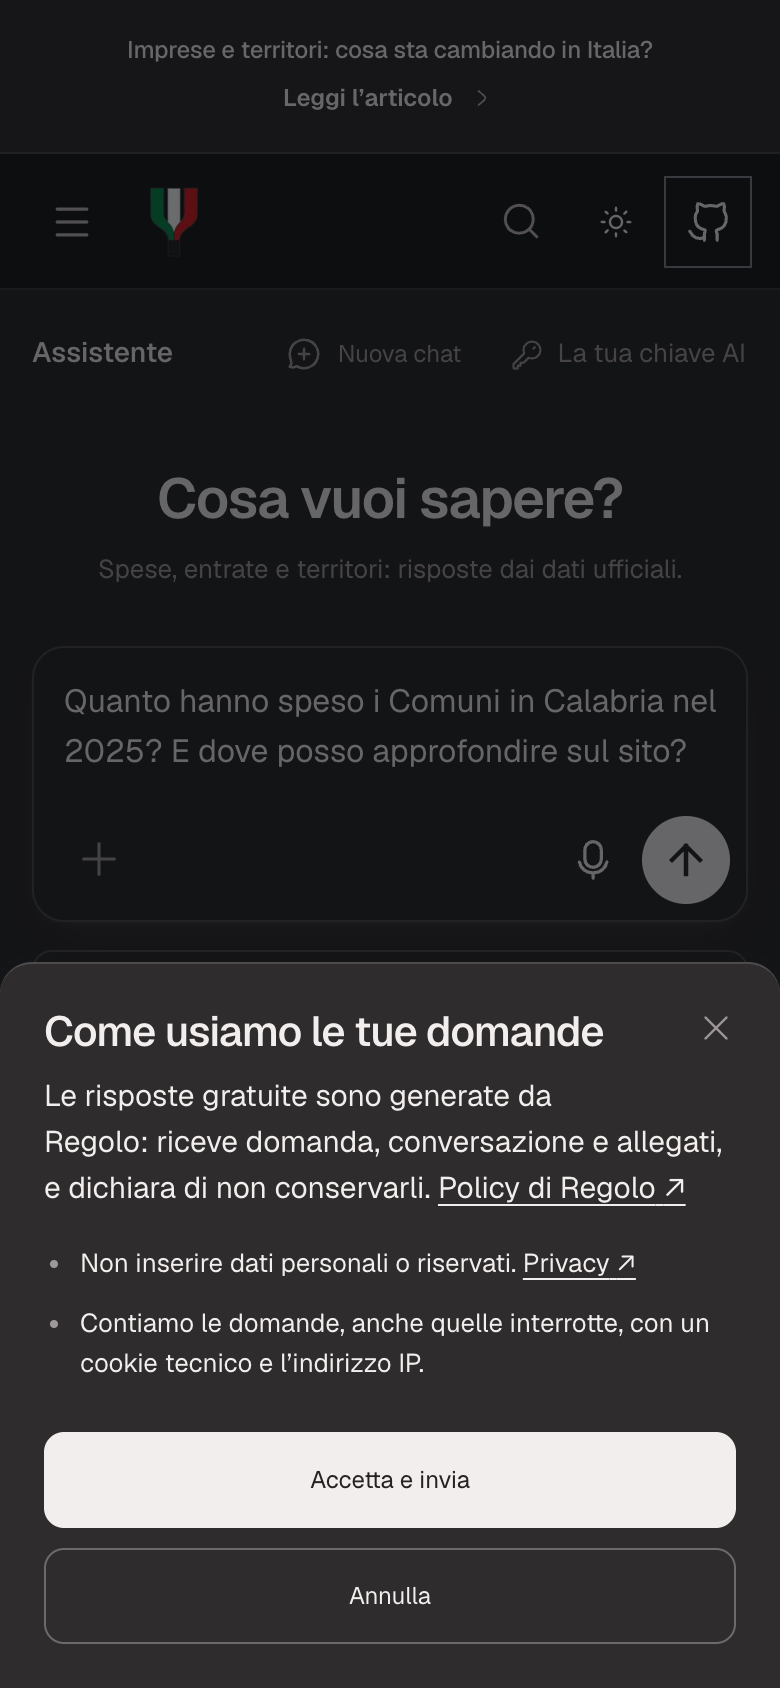 Imprese e territori: cosa sta cambiando in Italia?
Leggi l’articolo
Assistente
Nuova chat
La tua chiave AI
Cosa vuoi sapere?
Spese, entrate e territori: risposte dai dati ufficiali.
Quanto hanno speso i Comuni in Calabria nel
2025? E dove posso approfondire sul sito?
Come usiamo le tue domande
Le risposte gratuite sono generate da
Regolo: riceve domanda, conversazione e allegati,
e dichiara di non conservarli. Policy di Regolo ↗
Non inserire dati personali o riservati. Privacy ↗
Contiamo le domande, anche quelle interrotte, con un
cookie tecnico e l’indirizzo IP.
Accetta e invia
Annulla